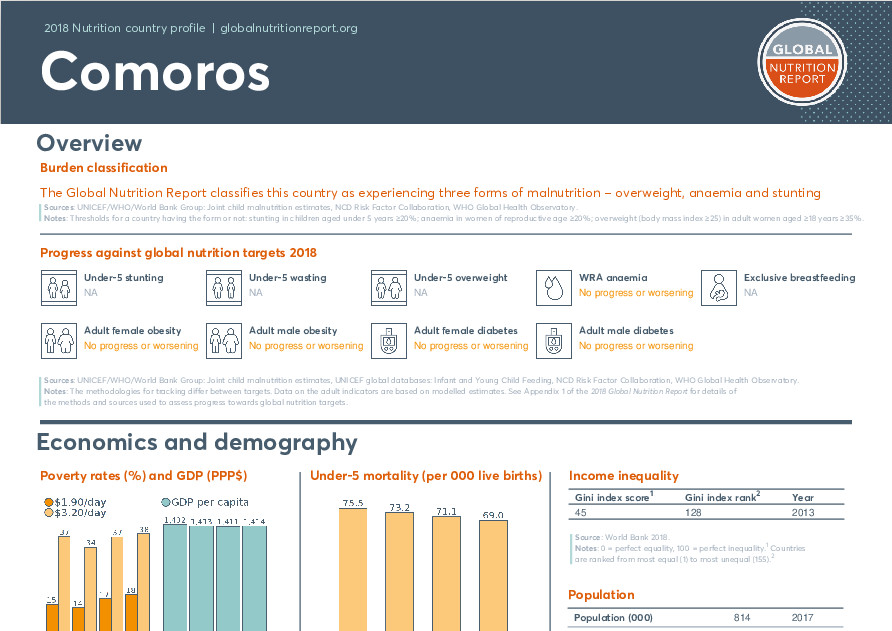 2018 Nutrition country profile | globalnutritionreport.org
Comoros
GLOBAL
NUTRITION
REPORT
Overview
Burden classification
The Global Nutrition Report classifies this country as experiencing three forms of malnutrition – overweight, anaemia and stunting
Sources: UNICEF/WHO/World Bank Group: Joint child malnutrition estimates, NCD Risk Factor Collaboration, WHO Global Health Observatory.
Notes: Thresholds for a country having the form or not: stunting in children aged under 5 years ≥20%; anaemia in women of reproductive age ≥20%; overweight (body mass index ≥25) in adult women aged ≥18 years ≥35%.
Progress against global nutrition targets 2018
Under-5 stunting
NA
Under-5 wasting
NA
Under-5 overweight
NA
WRA anaemia
No progress or worsening
Exclusive breastfeeding
NA
Adult female obesity
No progress or worsening
Adult male obesity
No progress or worsening
Adult female diabetes
No progress or worsening
Adult male diabetes
No progress or worsening
Sources: UNICEF/WHO/World Bank Group: Joint child malnutrition estimates, UNICEF global databases: Infant and Young Child Feeding, NCD Risk Factor Collaboration, WHO Global Health Observatory.
Notes: The methodologies for tracking differ between targets. Data on the adult indicators are based on modelled estimates. See Appendix 1 of the 2018 Global Nutrition Report for details of
the methods and sources used to assess progress towards global nutrition targets.
Economics and demography
Poverty rates (%) and GDP (PPP$)
$1.90/day
$3.20/day
GDP per capita
15 37 14 34 17 37 18 38
1,402 1,413 1,411 1,414
Under-5 mortality (per 000 live births)
75.5 73.2 71.1 69.0
Income inequality
Gini index score1 Gini index rank2 Year
45 128 2013
Source: World Bank 2018.
Notes: 0 = perfect equality, 100 = perfect inequality.1 Countries
are ranked from most equal (1) to most unequal (155).2
Population
Population (000) 814 2017